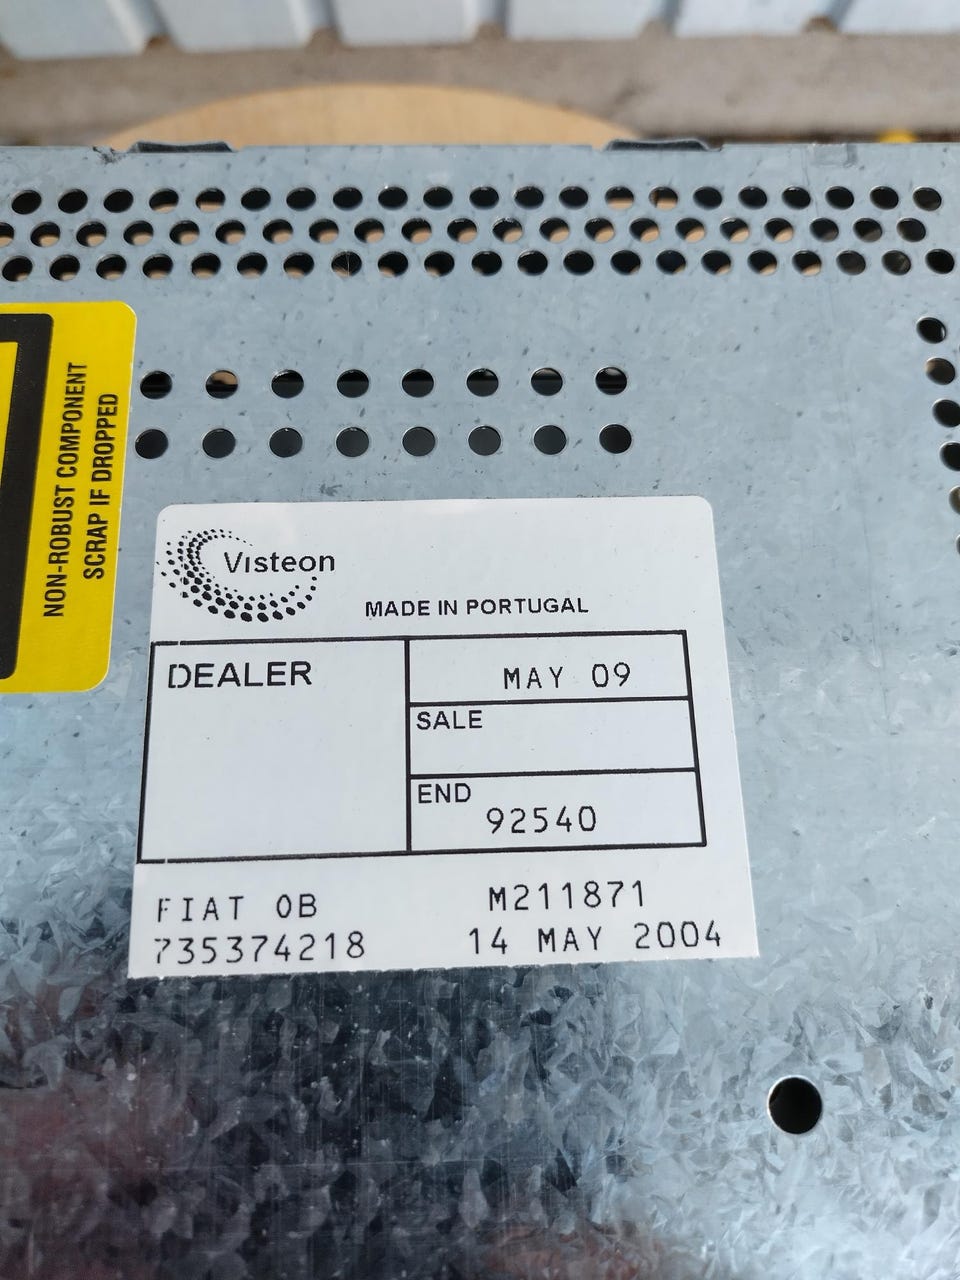 NON-ROBUST COMPONENT
SCRAP IF DROPPED
Visteon
MADE IN PORTUGAL
DEALER
MAY 09
SALE
END
92540
FIAT 0B
M211871
735374218
14 MAY 2004